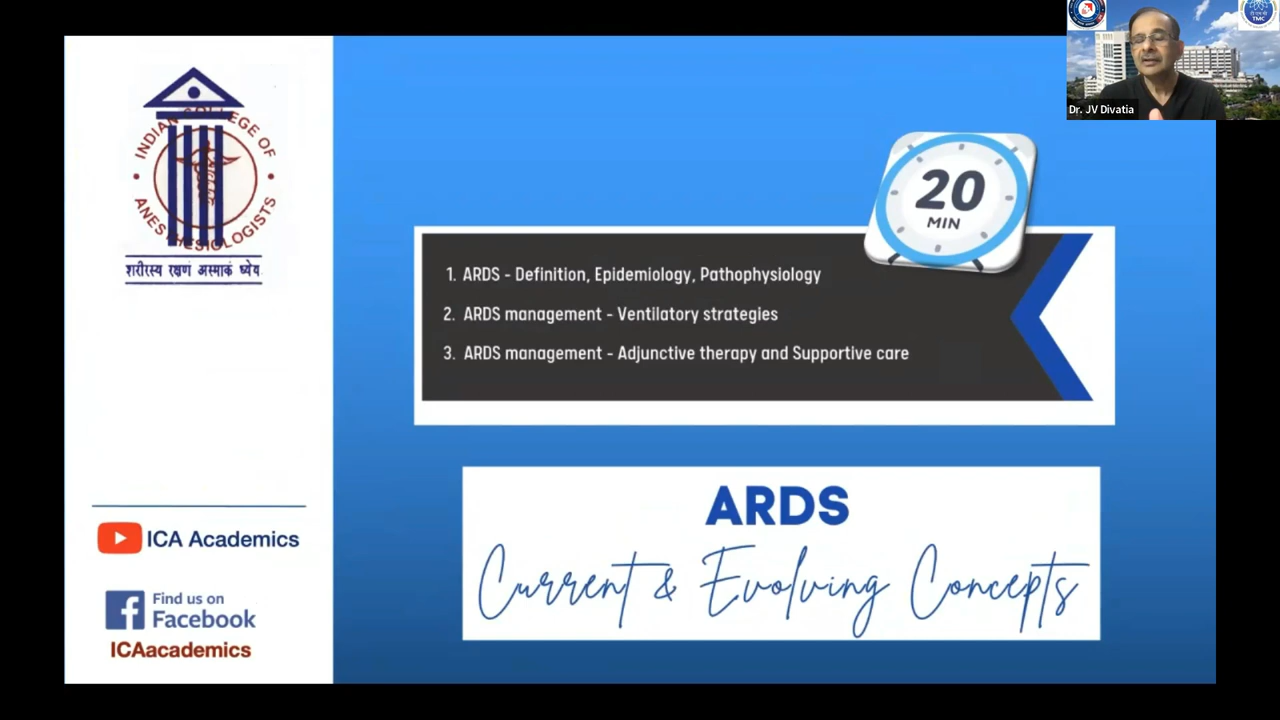 INDIAN COLLEGE OF
ANESTHESIOLOGISTS
शरीरस्य रक्षणं अस्माकं ध्येय
ICA Academics
Find us on
Facebook
ICAacademics
20
MIN
1. ARDS - Definition, Epidemiology, Pathophysiology
2. ARDS management - Ventilatory strategies
3. ARDS management - Adjunctive therapy and Supportive care
ARDS
Current & Evolving Concepts
TMC
Dr. JV Divatia